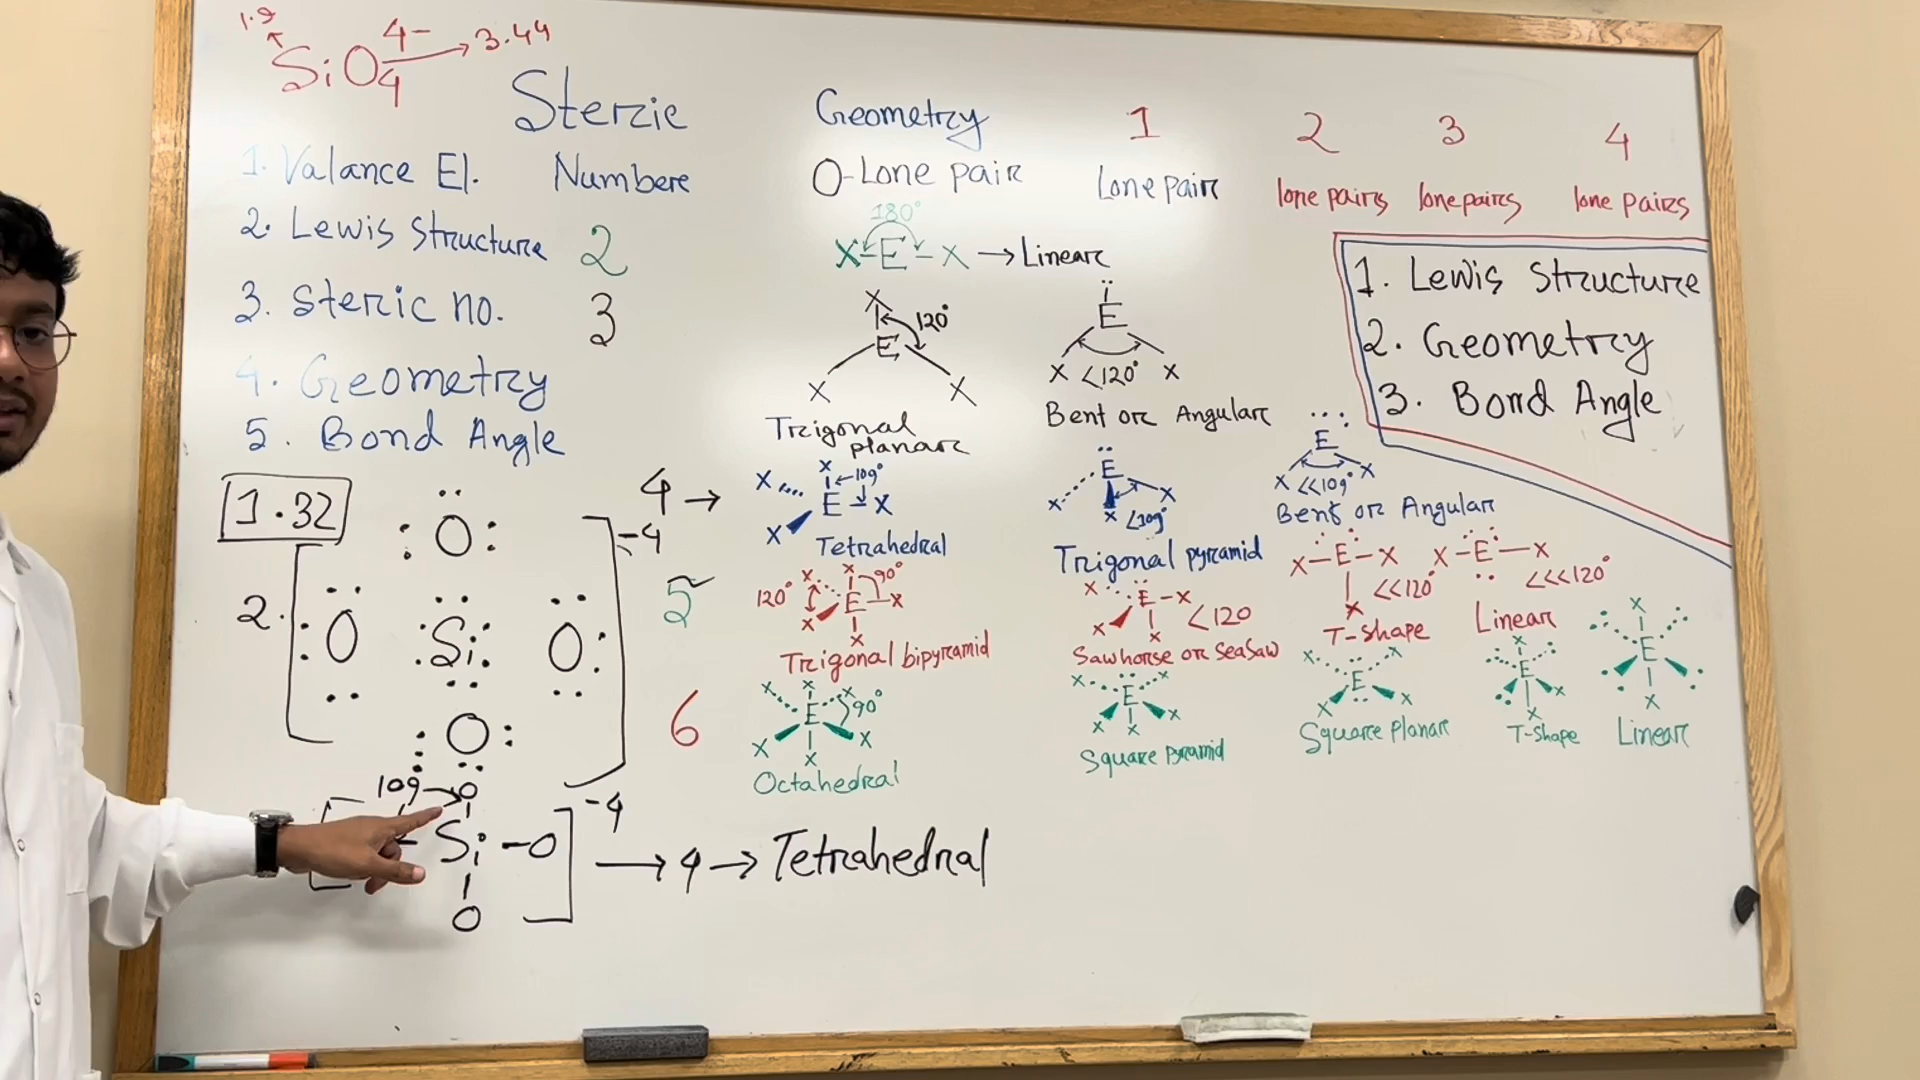 1.9
SiO4 4- → 3.44
Sterzic
Numbere
1. Valance El.
2. Lewis Structure
3. Steric no.
4. Geometry
5. Bond Angle
2
3
4 →
5
6
Geometry
0-Lone pair
1
Lone pair
2
lone pairs
3
lone pairs
4
lone pairs
180°
X-E-X → Linear
X
E
120°
X X
Trigonal
planar
E
X <120° X
Bent or Angular
X
X E X
109°
X
Tetrahedral
E
X X X
<109°
Trigonal pyramid
E
X <<109° X
Bent or Angular
120° X X 90°
E-X
X X
Trigonal bipyramid
X E-X
X X <120
Sawhorse or SeaSaw
X-E-X
X <<120°
T-Shape
X-E-X
<<<120°
Linear
X X X
E 90°
X X X
Octahedral
X E X
X X X
Square pyramid
X X
E
X X
Square planar
X
E
X X
T-Shape
X
E
X
Linear
1. Lewis Structure
2. Geometry
3. Bond Angle
1.32
2. [O O Si O O] -4
109
[O Si-O O] -4 → 4 → Tetrahedral